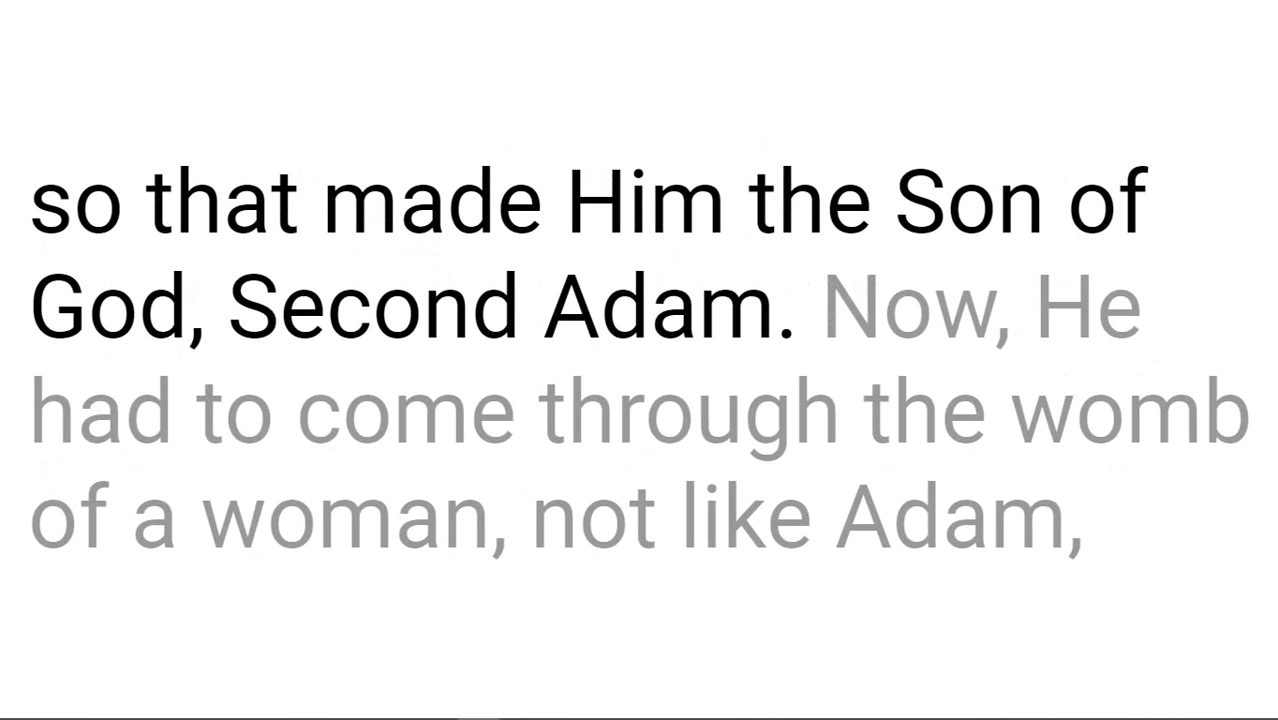 so that made Him the Son of
God, Second Adam. Now, He
had to come through the womb
of a woman, not like Adam,